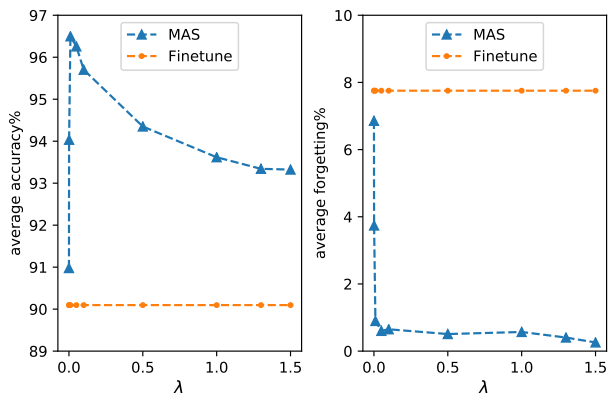 97
96
95
94
93
92
91
90
89
average accuracy%
MAS
Finetune
0.0 0.5 1.0 1.5
λ
10
8
6
4
2
0
average forgetting%
MAS
Finetune
0.0 0.5 1.0 1.5
λ